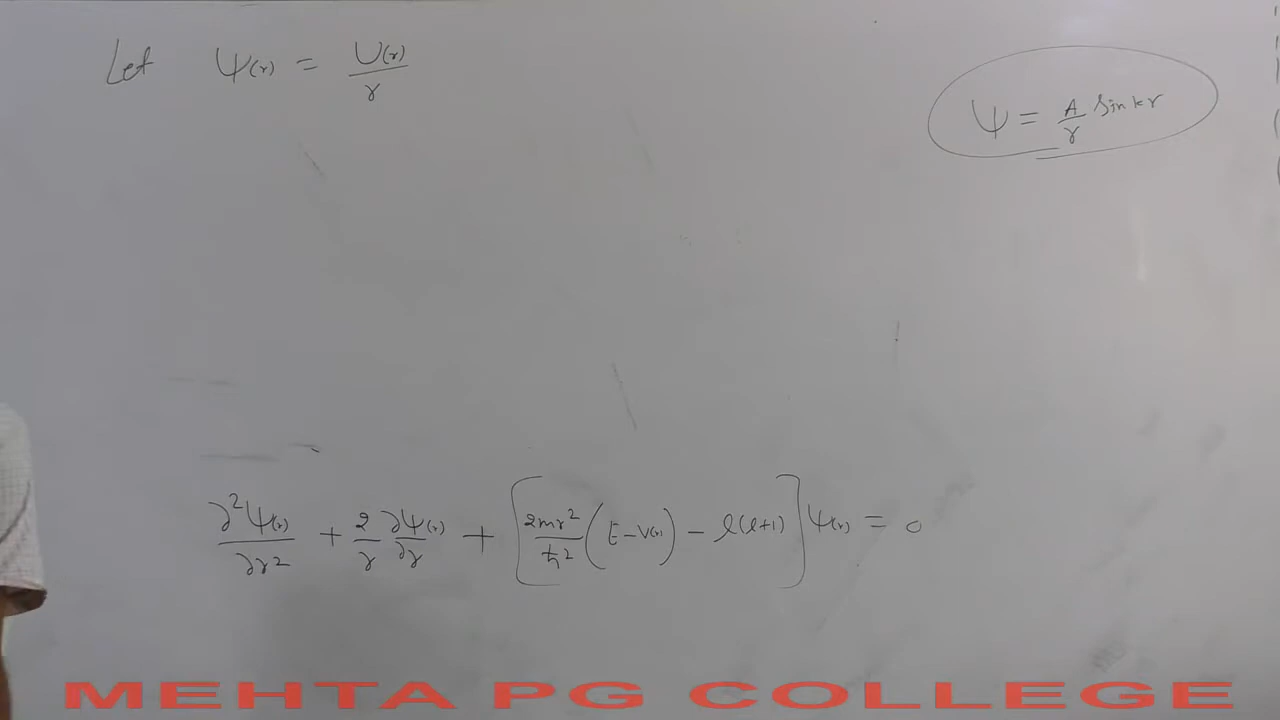 Let ψ(r) = U(r)/r
ψ = A/r Sin kr
∂²ψ(r)/∂r² + 2/r ∂ψ(r)/∂r + [2mr²/ħ² (E - V(r)) - l(l+1)] ψ(r) = 0
MEHTA PG COLLEGE